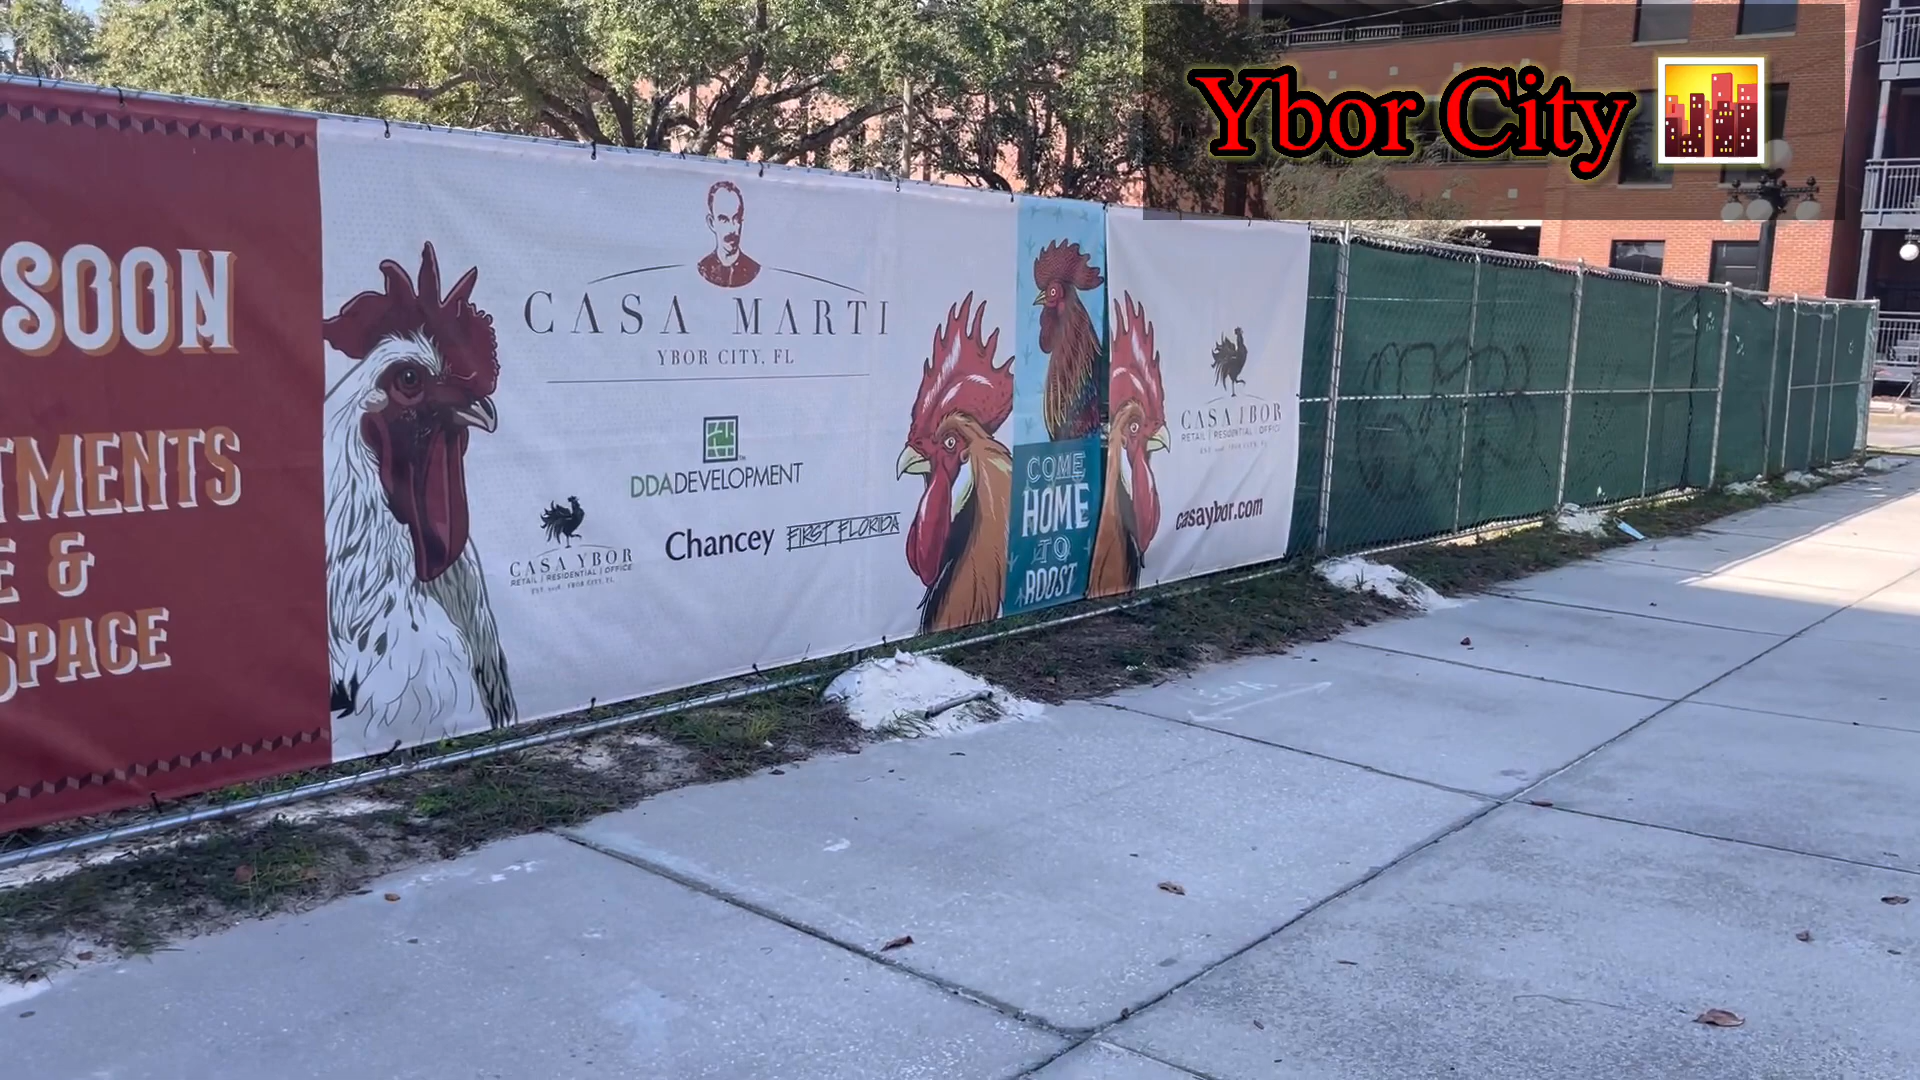 Ybor City
SOON
TMENTS
E &
SPACE
CASA MARTI
YBOR CITY, FL
DDADEVELOPMENT
CASA YBOR
RETAIL | RESIDENTIAL | OFFICE
Chancey
FIRST FLORIDA
COME
HOME
TO
ROOST
CASA YBOR
RETAIL | RESIDENTIAL | OFFICE
casaybor.com